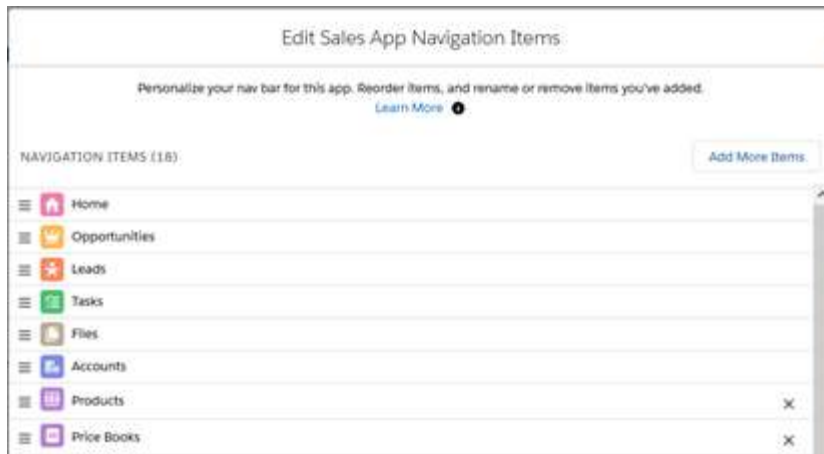 Edit Sales App Navigation Items
Personalize your nav bar for this app. Reorder items, and rename or remove items you've added.
Learn More
NAVIGATION ITEMS (18)
Add More Items
Home
Opportunities
Leads
Tasks
Files
Accounts
Products
Price Books